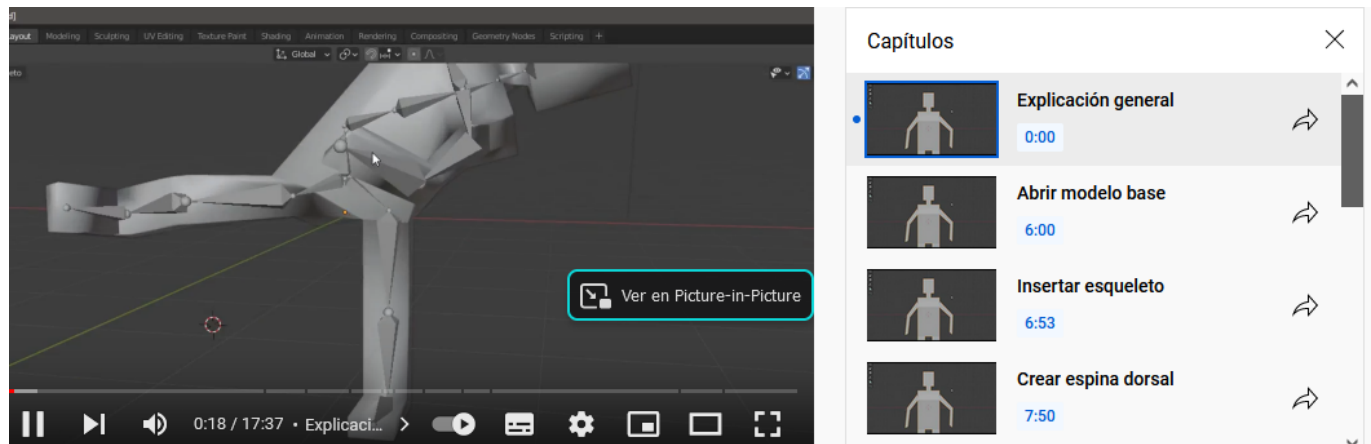 d]
ayout Modeling Sculpting UV Editing Texture Paint Shading Animation Rendering Compositing Geometry Nodes Scripting +
Global
eto
Ver en Picture-in-Picture
0:18 / 17:37 • Explicaci... >
Capítulos
Explicación general
0:00
Abrir modelo base
6:00
Insertar esqueleto
6:53
Crear espina dorsal
7:50